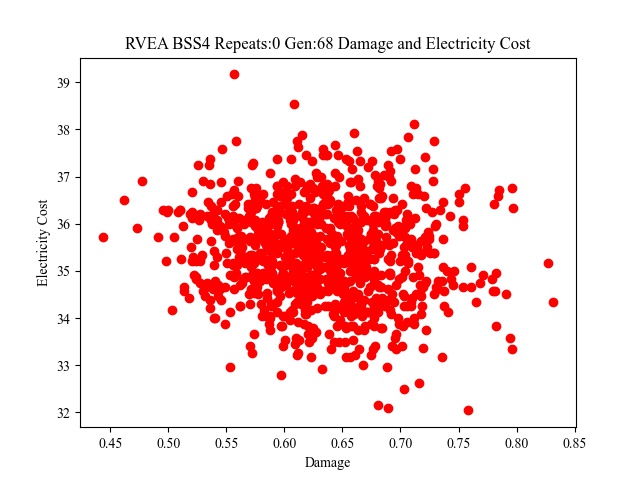 RVEA BSS4 Repeats:0 Gen:68 Damage and Electricity Cost
39
38
37
36
35
34
33
32
Electricity Cost
0.45 0.50 0.55 0.60 0.65 0.70 0.75 0.80 0.85
Damage